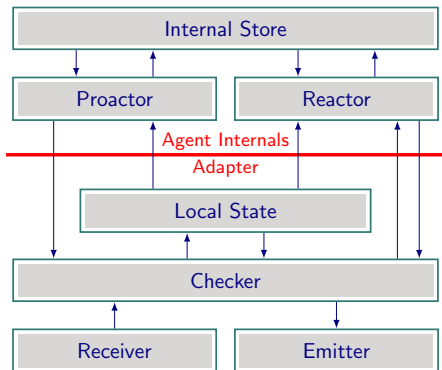 Internal Store
Proactor
Reactor
Agent Internals
Adapter
Local State
Checker
Receiver
Emitter